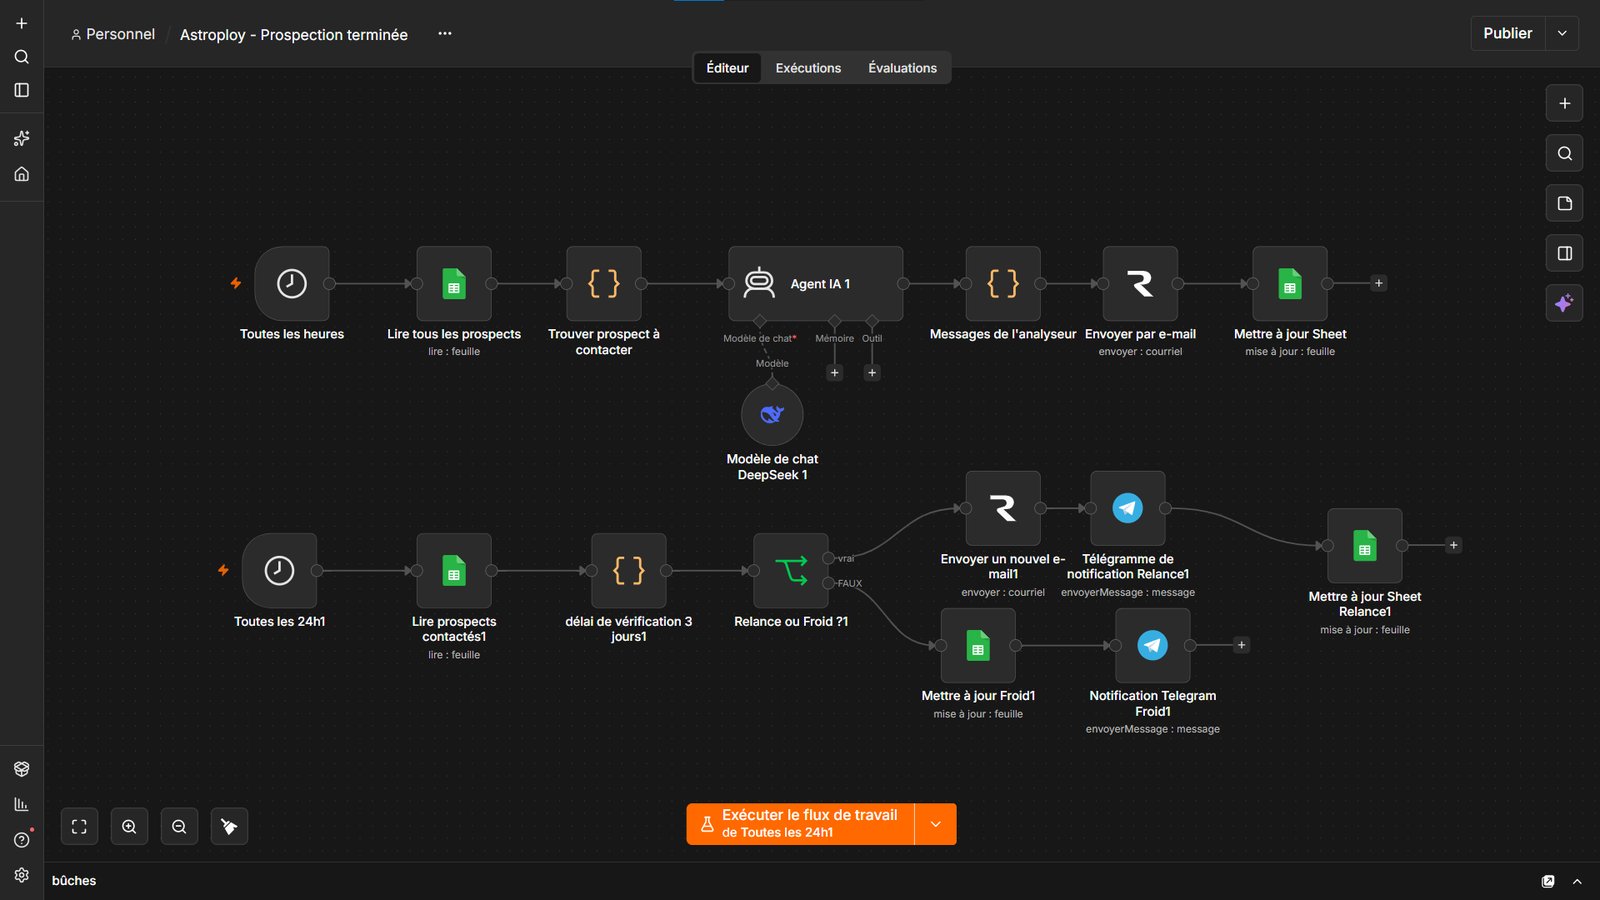 Personnel / Astroploy - Prospection terminée ...
Publier
Éditeur Exécutions Évaluations
Toutes les heures
Lire tous les prospects
lire : feuille
Trouver prospect à
contacter
Agent IA 1
Modèle de chat*
Mémoire
Outil
Modèle
Modèle de chat
DeepSeek 1
Messages de l'analyseur
Envoyer par e-mail
envoyer : courriel
Mettre à jour Sheet
mise à jour : feuille
Toutes les 24h1
Lire prospects
contactés1
lire : feuille
délai de vérification 3
jours1
Relance ou Froid ?1
vrai
FAUX
Envoyer un nouvel e-
mail1
envoyer : courriel
Télégramme de
notification Relance1
envoyerMessage : message
Mettre à jour Sheet
Relance1
mise à jour : feuille
Mettre à jour Froid1
mise à jour : feuille
Notification Telegram
Froid1
envoyerMessage : message
Exécuter le flux de travail
de Toutes les 24h1
bûches